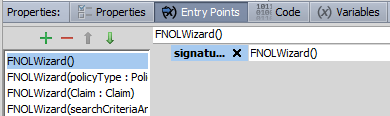 Properties: Properties Entry Points Code Variables
FNOLWizard()
signatu... FNOLWizard()
FNOLWizard()
FNOLWizard(policyType : Poli
FNOLWizard(Claim : Claim)
FNOLWizard(searchCriteriaAr